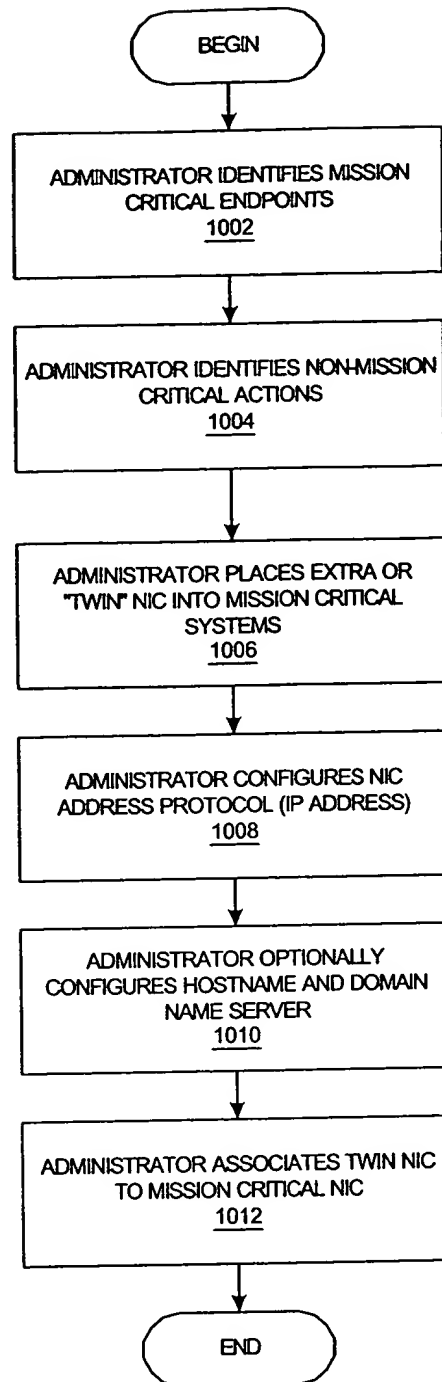 BEGIN
ADMINISTRATOR IDENTIFIES MISSION
CRITICAL ENDPOINTS
1002
ADMINISTRATOR IDENTIFIES NON-MISSION
CRITICAL ACTIONS
1004
ADMINISTRATOR PLACES EXTRA OR
"TWIN" NIC INTO MISSION CRITICAL
SYSTEMS
1006
ADMINISTRATOR CONFIGURES NIC
ADDRESS PROTOCOL (IP ADDRESS)
1008
ADMINISTRATOR OPTIONALLY
CONFIGURES HOSTNAME AND DOMAIN
NAME SERVER
1010
ADMINISTRATOR ASSOCIATES TWIN NIC
TO MISSION CRITICAL NIC
1012
END